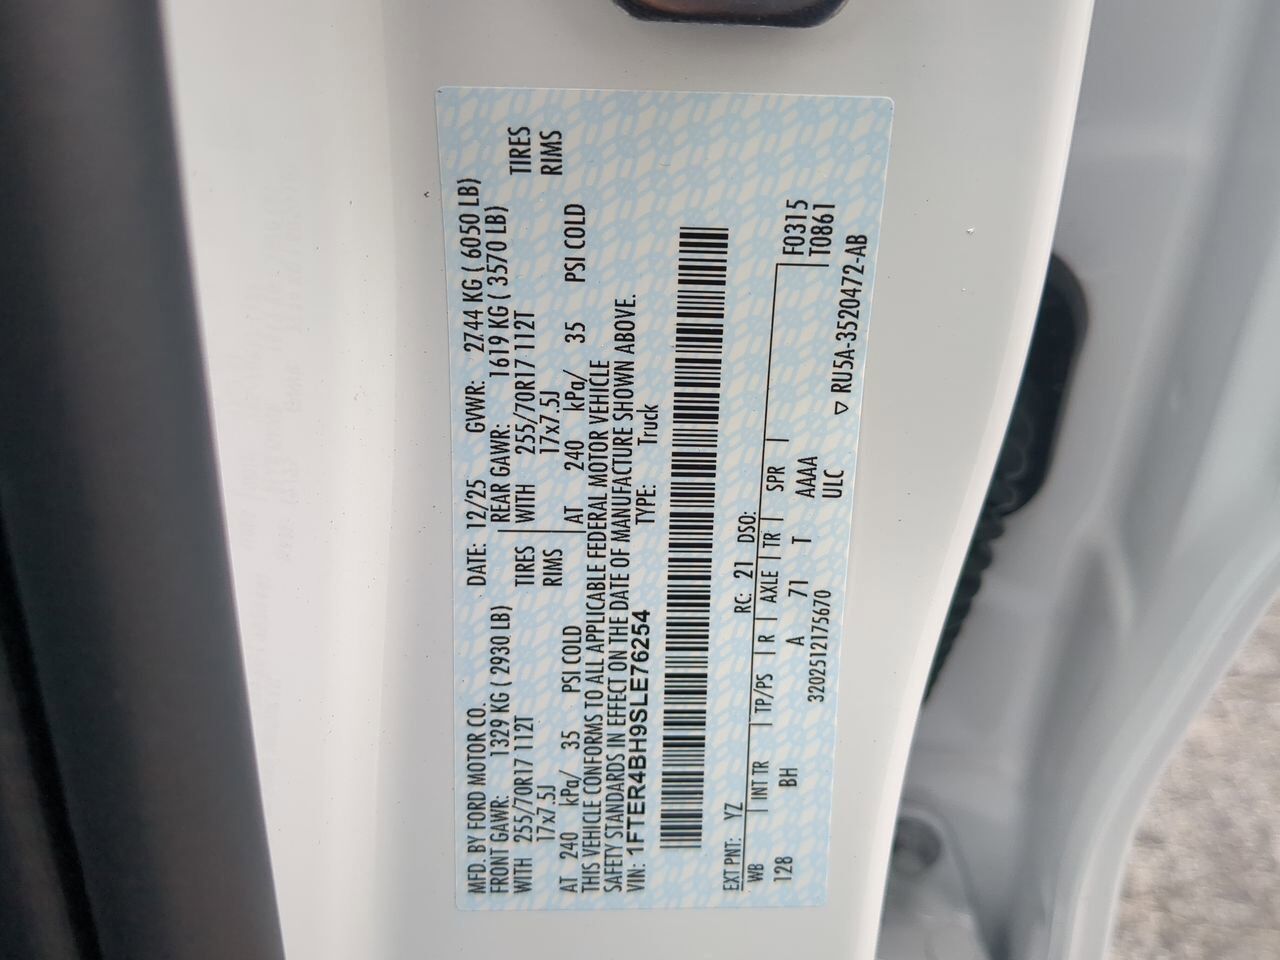 MFD. BY FORD MOTOR CO. DATE: 12/25 GVWR: 2744 KG ( 6050 LB)
FRONT GAWR: 1329 KG ( 2930 LB) REAR GAWR: 1619 KG ( 3570 LB)
WITH 255/70R17 112T TIRES WITH 255/70R17 112T TIRES
17x7.5J RIMS 17x7.5J RIMS
AT 240 kPa/ 35 PSI COLD AT 240 kPa/ 35 PSI COLD
THIS VEHICLE CONFORMS TO ALL APPLICABLE FEDERAL MOTOR VEHICLE
SAFETY STANDARDS IN EFFECT ON THE DATE OF MANUFACTURE SHOWN ABOVE.
VIN: 1FTER4BH9SLE76254 TYPE: Truck
EXT PNT: YZ RC: 21 DSO: F0315
WB INT TR TP/PS R AXLE TR SPR T0861
128 BH A 71 T AAAA
3202512175670 ULC
▽ RU5A-3520472-AB